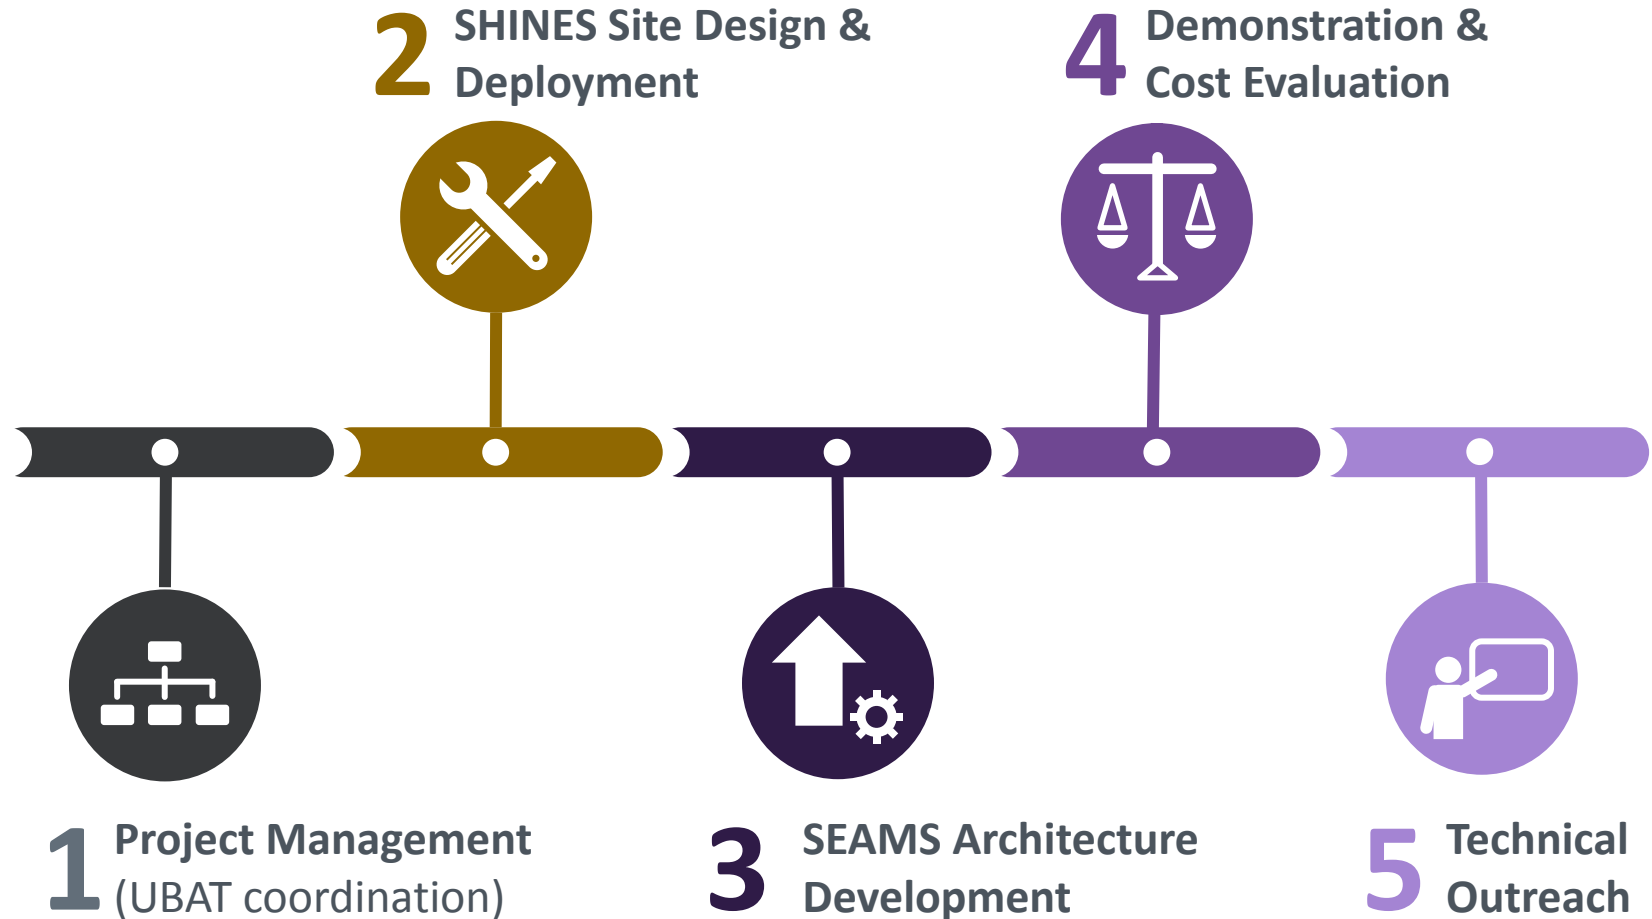 1
Project Management
(UBAT coordination)
2
SHINES Site Design &
Deployment
3
SEAMS Architecture
Development
4
Demonstration &
Cost Evaluation
5
Technical
Outreach